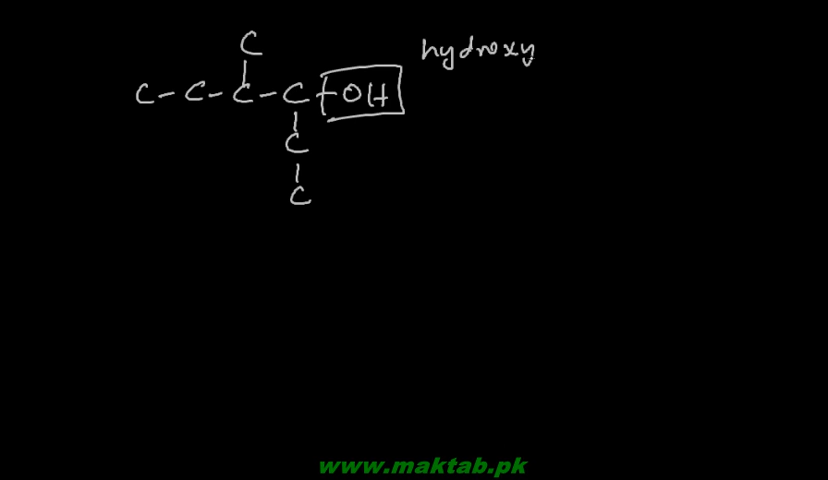 C hydroxy
C - C - C - C - OH
C
C
www.maktab.pk